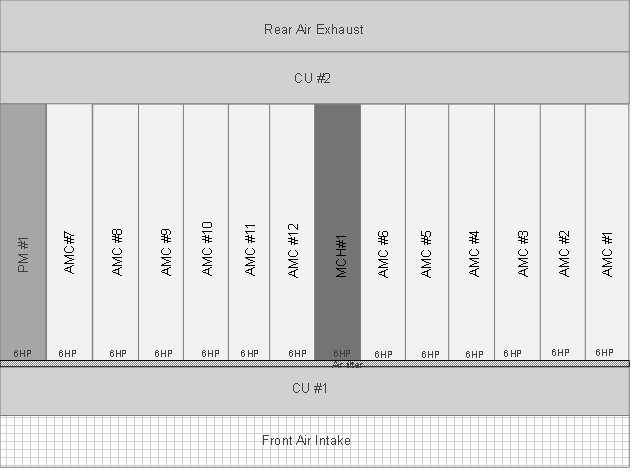 Rear Air Exhaust
CU #2
PM #1
AMC#7
AMC #8
AMC #9
AMC #10
AMC #11
AMC #12
MCH#1
AMC #6
AMC #5
AMC #4
AMC #3
AMC #2
AMC #1
6HP 6HP 6HP 6HP 6HP 6HP 6HP 6HP 6HP 6HP 6HP 6HP 6HP 6HP
Air filter
CU #1
Front Air Intake